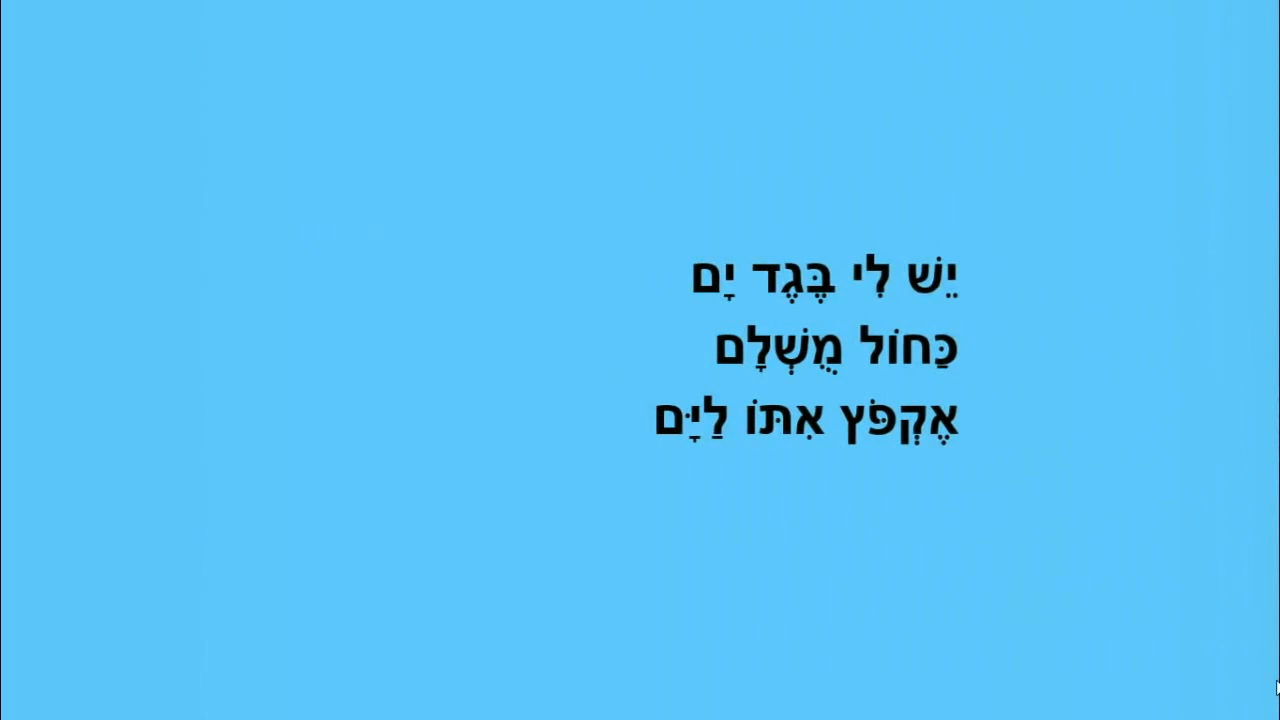 יֵשׁ לִי בֶּגֶד יָם
כַּחוֹל מֻשְׁלָם
אֶקְפֹּץ אִתּוֹ לַיָּם